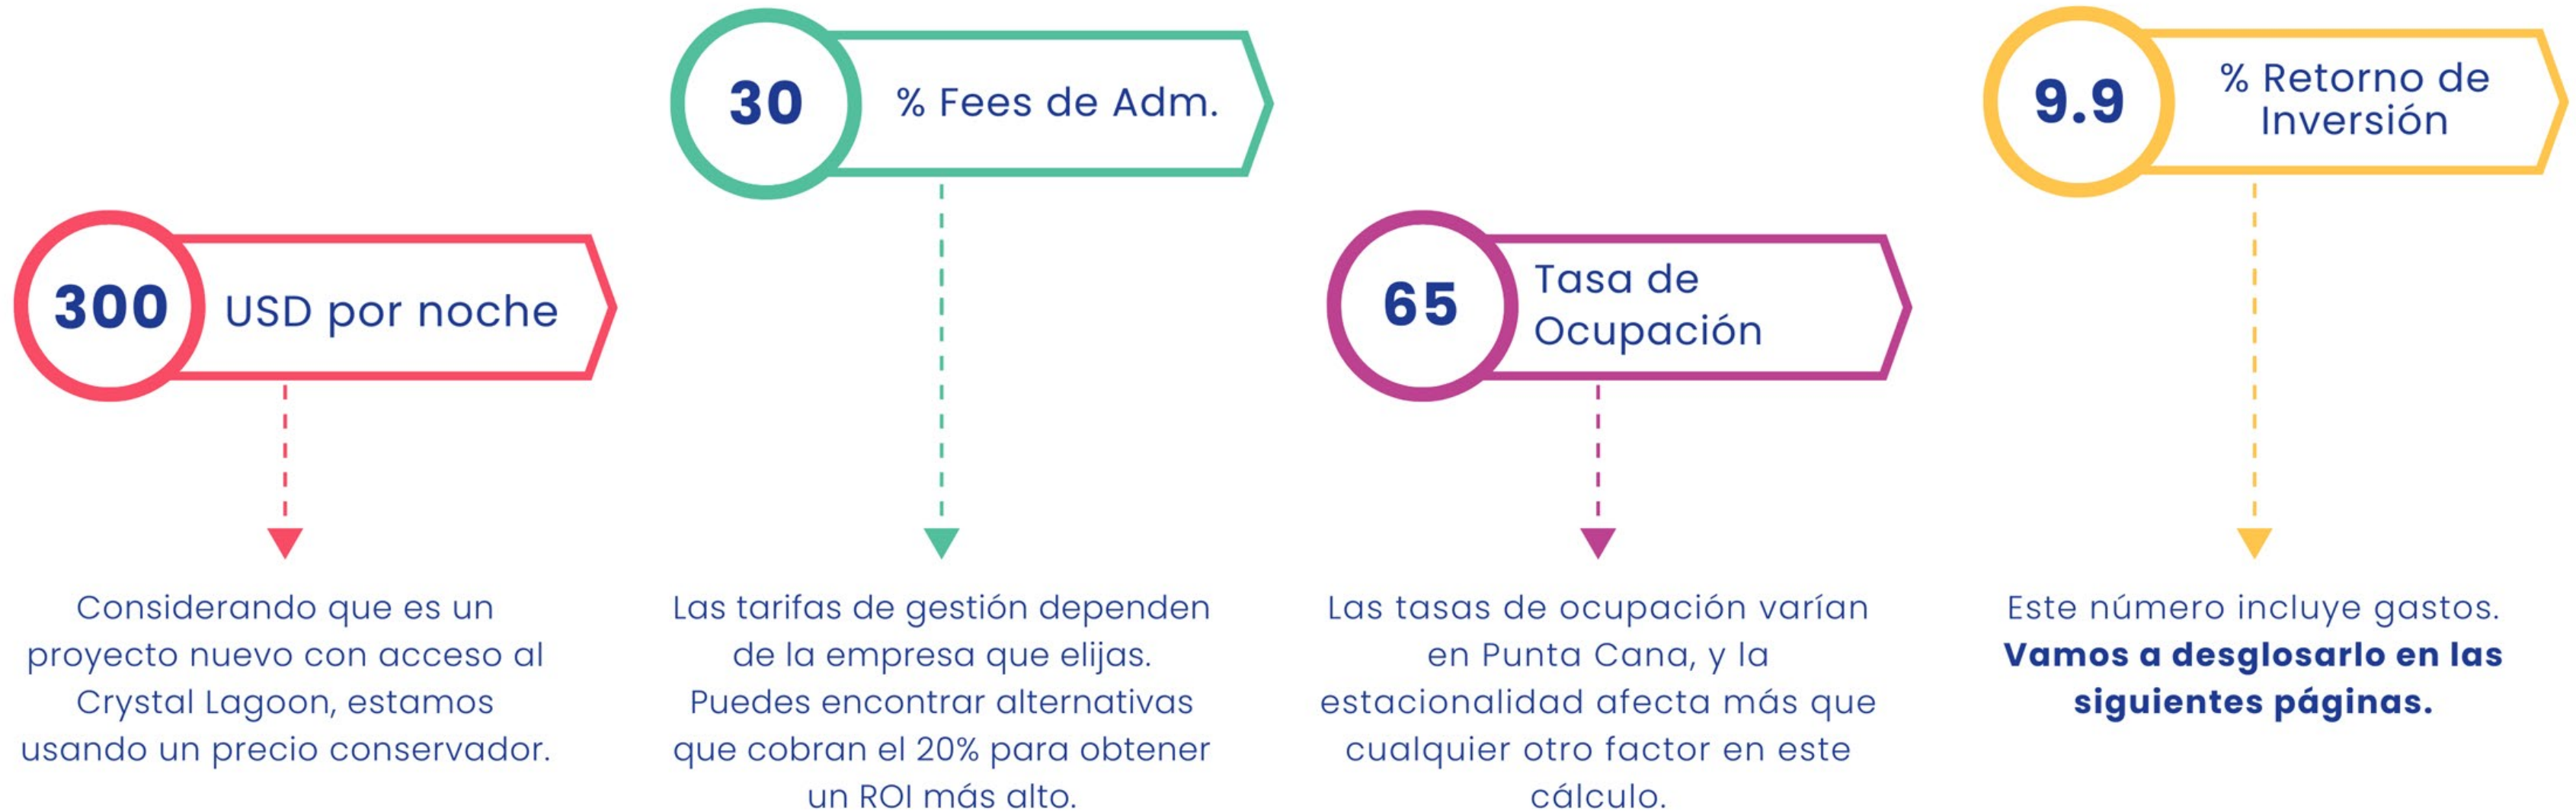 300
USD por noche
Considerando que es un
proyecto nuevo con acceso al
Crystal Lagoon, estamos
usando un precio conservador.
30
% Fees de Adm.
Las tarifas de gestión dependen
de la empresa que elijas.
Puedes encontrar alternativas
que cobran el 20% para obtener
un ROI más alto.
65
Tasa de
Ocupación
Las tasas de ocupación varían
en Punta Cana, y la
estacionalidad afecta más que
cualquier otro factor en este
cálculo.
9.9
% Retorno de
Inversión
Este número incluye gastos.
Vamos a desglosarlo en las
siguientes páginas.